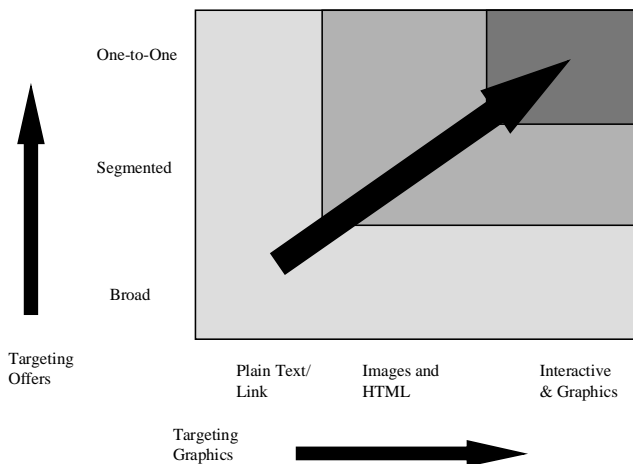 One-to-One
Segmented
Broad
Targeting
Offers
Plain Text/
Link
Images and
HTML
Interactive
& Graphics
Targeting
Graphics